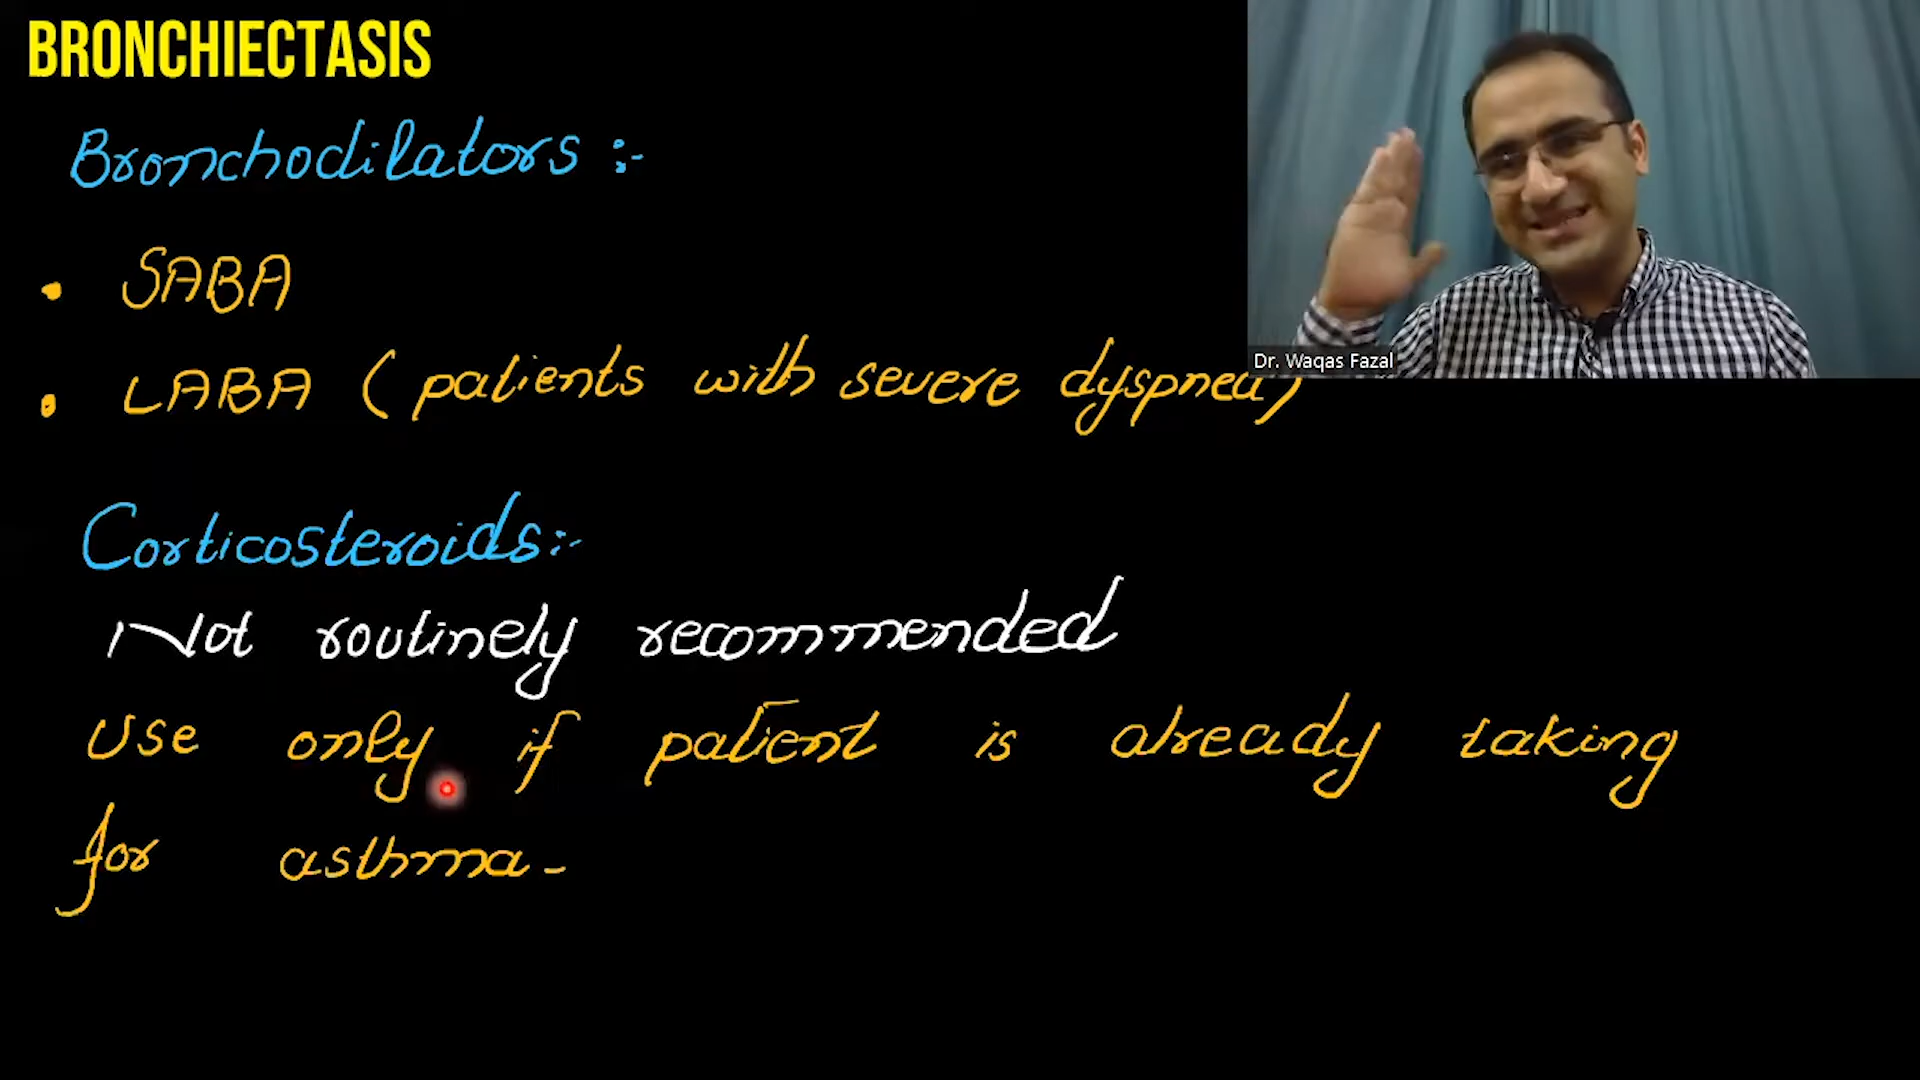 BRONCHIECTASIS
Bronchodilators :-
• SABA
• LABA ( patients with severe dyspnea)
Dr. Waqas Fazal
Corticosteroids:-
Not routinely recommended
Use only if patient is already taking
for asthma-